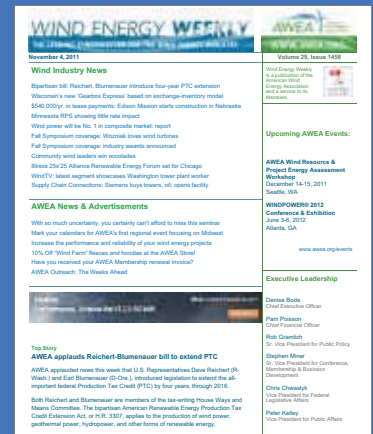 WIND ENERGY WEEKLY
AWEA
November 4, 2011
Volume 29, Issue 1458
Wind Industry News
Bipartisan bill: Reichert, Blumenauer introduce four-year PTC extension
Wisconsin's new 'Gearbox Express' based on exchange-inventory model
$540,000/yr. in lease payments: Edison Mission starts construction in Nebraska
Minnesota RPS showing little rate impact
Wind power will be No. 1 in composite market: report
Fall Symposium coverage: Wozniak loves wind turbines
Fall Symposium coverage: industry awards announced
Community wind leaders win accolades
Illinois 25x'25 Alliance Renewable Energy Forum set for Chicago
WindTV: latest segment showcases Washington tower plant worker
Supply Chain Connections: Siemens buys towers, oil; opens facility
AWEA News & Advertisements
With so much uncertainty, you certainly can't afford to miss this seminar
Mark your calendars for AWEA's first regional event focusing on Midwest
Increase the performance and reliability of your wind energy projects
10% Off "Wind Farm" fleeces and hoodies at the AWEA Store!
Have you received your AWEA Membership renewal invoice?
AWEA Outreach: The Weeks Ahead
Top Story
AWEA applauds Reichert-Blumenauer bill to extend PTC
AWEA applauded news this week that U.S. Representatives Dave Reichert (R-
Wash.) and Earl Blumenauer (D-Ore.), introduced legislation to extend the all-
important federal Production Tax Credit (PTC) by four years, through 2016.
Both Reichert and Blumenauer are members of the tax-writing House Ways and
Means Committee. The bipartisan American Renewable Energy Production Tax
Credit Extension Act, or H.R. 3307, applies to the production of wind power,
geothermal power, hydropower, and other forms of renewable energy.
Wind Energy Weekly
is a publication of the
American Wind
Energy Association
and a service to its
Members.
Upcoming AWEA Events:
AWEA Wind Resource &
Project Energy Assessment
Workshop
December 14-15, 2011
Seattle, WA
WINDPOWER® 2012
Conference & Exhibition
June 3-6, 2012
Atlanta, GA
www.awea.org/events
Executive Leadership
Denise Bode
Chief Executive Officer
Pam Poisson
Chief Financial Officer
Rob Gramlich
Sr. Vice President for Public Policy
Stephen Miner
Sr. Vice President for Conference,
Membership & Business
Development
Chris Chwastyk
Vice President for Federal
Legislative Affairs
Peter Kelley
Vice President for Public Affairs